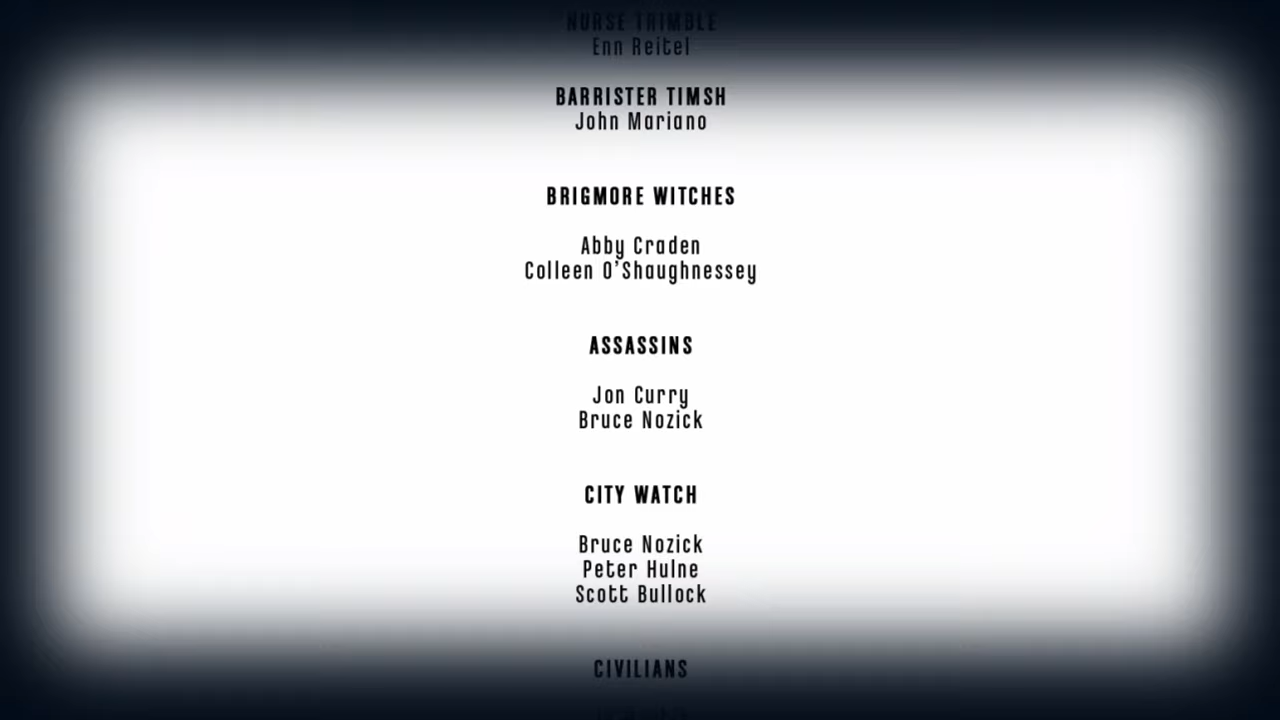 NURSE TRIMBLE
Enn Reitel
BARRISTER TIMSH
John Mariano
BRIGMORE WITCHES
Abby Craden
Colleen O'Shaughnessey
ASSASSINS
Jon Curry
Bruce Nozick
CITY WATCH
Bruce Nozick
Peter Hulne
Scott Bullock
CIVILIANS